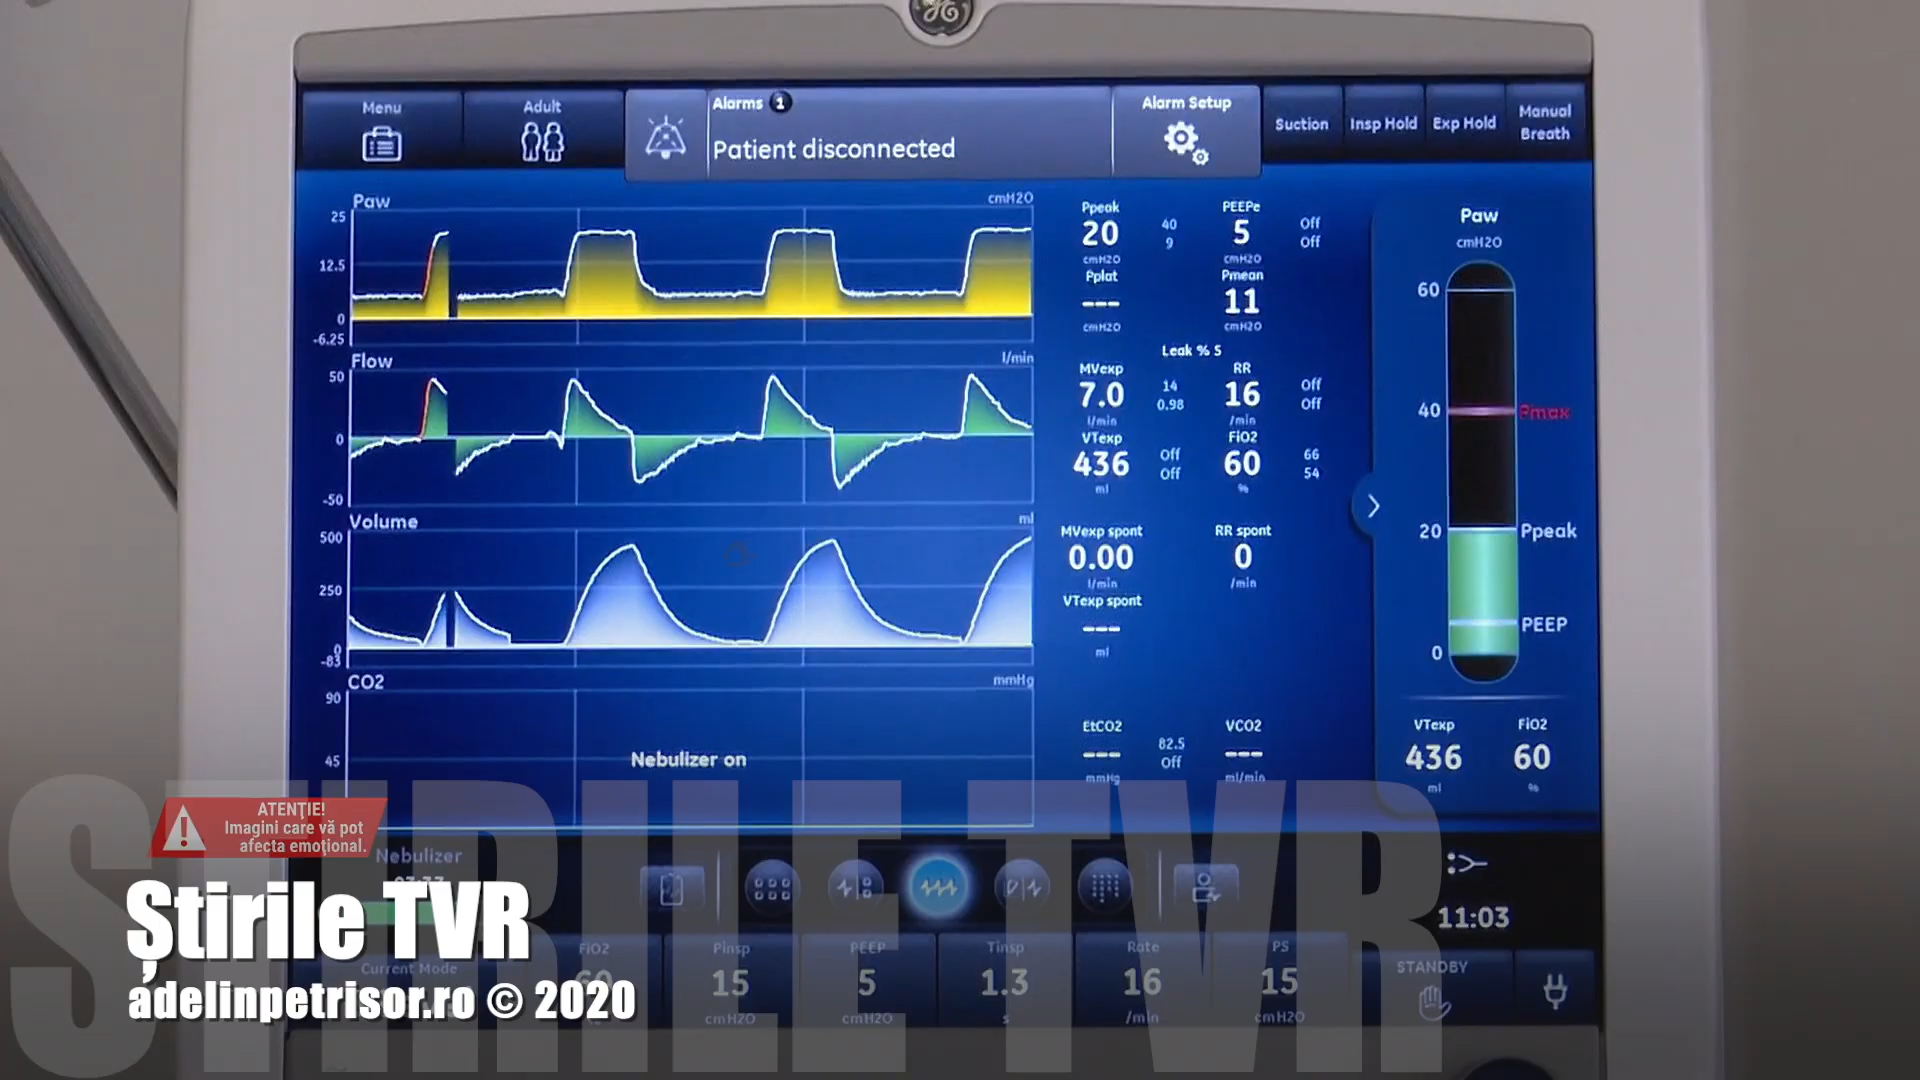 Menu
Adult
Alarms 1
Patient disconnected
Alarm Setup
Suction
Insp Hold
Exp Hold
Manual
Breath
Paw
cmH2O
25
12.5
0
-6.25
Flow
l/min
50
0
-50
Volume
ml
500
250
0
-83
CO2
mmHg
90
45
Nebulizer on
Ppeak
20
cmH2O
40
9
PEEPe
5
cmH2O
Off
Off
Pplat
---
cmH2O
Pmean
11
cmH2O
Leak % 5
MVexp
7.0
l/min
14
0.98
RR
16
/min
Off
Off
VTexp
436
ml
Off
Off
FiO2
60
%
66
54
MVexp spont
0.00
l/min
RR spont
0
/min
VTexp spont
---
ml
EtCO2
---
mmHg
82.5
Off
VCO2
---
ml/min
Paw
cmH2O
60
40
Pmax
20
Ppeak
PEEP
0
VTexp
436
ml
FiO2
60
%
ATENȚIE!
Imagini care vă pot
afecta emoțional.
ȘTIRILE TVR
Nebulizer
Știrile TVR
adelinpetrisor.ro © 2020
Current Mode
FiO2
60
%
Pinsp
15
cmH2O
PEEP
5
cmH2O
Tinsp
1.3
s
Rate
16
/min
PS
15
cmH2O
11:03
STANDBY